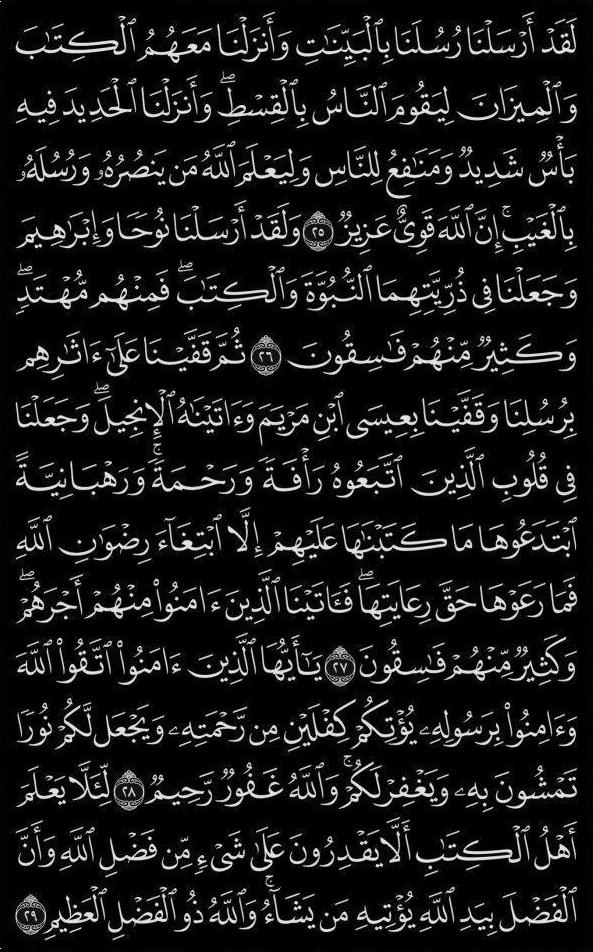 لَقَدۡ أَرۡسَلۡنَا رُسُلَنَا بِٱلۡبَيِّنَٰتِ وَأَنزَلۡنَا مَعَهُمُ ٱلۡكِتَٰبَ
وَٱلۡمِيزَانَ لِيَقُومَ ٱلنَّاسُ بِٱلۡقِسۡطِۖ وَأَنزَلۡنَا ٱلۡحَدِيدَ فِيهِ
بَأۡسٞ شَدِيدٞ وَمَنَٰفِعُ لِلنَّاسِ وَلِيَعۡلَمَ ٱللَّهُ مَن يَنصُرُهُۥ وَرُسُلَهُۥ
بِٱلۡغَيۡبِۚ إِنَّ ٱللَّهَ قَوِيٌّ عَزِيزٞ ٢٥ وَلَقَدۡ أَرۡسَلۡنَا نُوحٗا وَإِبۡرَٰهِيمَ
وَجَعَلۡنَا فِي ذُرِّيَّتِهِمَا ٱلنُّبُوَّةَ وَٱلۡكِتَٰبَۖ فَمِنۡهُم مُّهۡتَدٖۖ
وَكَثِيرٞ مِّنۡهُمۡ فَٰسِقُونَ ٢٦ ثُمَّ قَفَّيۡنَا عَلَىٰٓ ءَاثَٰرِهِم
بِرُسُلِنَا وَقَفَّيۡنَا بِعِيسَى ٱبۡنِ مَرۡيَمَ وَءَاتَيۡنَٰهُ ٱلۡإِنجِيلَۖ وَجَعَلۡنَا
فِي قُلُوبِ ٱلَّذِينَ ٱتَّبَعُوهُ رَأۡفَةٗ وَرَحۡمَةٗۚ وَرَهۡبَانِيَّةً
ٱبۡتَدَعُوهَا مَا كَتَبۡنَٰهَا عَلَيۡهِمۡ إِلَّا ٱبۡتِغَآءَ رِضۡوَٰنِ ٱللَّهِ
فَمَا رَعَوۡهَا حَقَّ رِعَايَتِهَاۖ فَـَٔاتَيۡنَا ٱلَّذِينَ ءَامَنُواْ مِنۡهُمۡ أَجۡرَهُمۡۖ
وَكَثِيرٞ مِّنۡهُمۡ فَٰسِقُونَ ٢٧ يَٰٓأَيُّهَا ٱلَّذِينَ ءَامَنُواْ ٱتَّقُواْ ٱللَّهَ
وَءَامِنُواْ بِرَسُولِهِۦ يُؤۡتِكُمۡ كِفۡلَيۡنِ مِن رَّحۡمَتِهِۦ وَيَجۡعَل لَّكُمۡ نُورٗا
تَمۡشُونَ بِهِۦ وَيَغۡفِرۡ لَكُمۡۚ وَٱللَّهُ غَفُورٞ رَّحِيمٞ ٢٨ لِّئَلَّا يَعۡلَمَ
أَهۡلُ ٱلۡكِتَٰبِ أَلَّا يَقۡدِرُونَ عَلَىٰ شَيۡءٖ مِّن فَضۡلِ ٱللَّهِ وَأَنَّ
ٱلۡفَضۡلَ بِيَدِ ٱللَّهِ يُؤۡتِيهِ مَن يَشَآءُۚ وَٱللَّهُ ذُو ٱلۡفَضۡلِ ٱلۡعَظِيمِ ٢٩